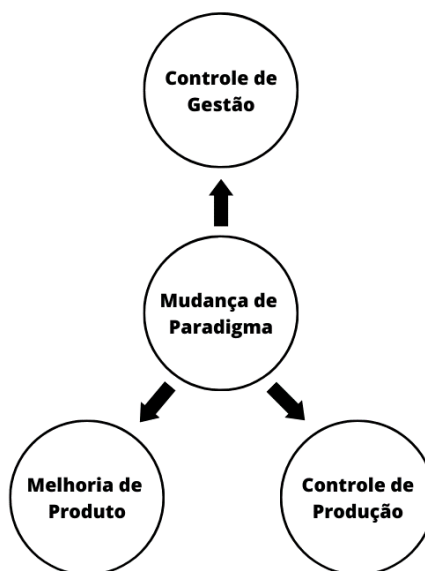 Controle de
Gestão
Mudança de
Paradigma
Melhoria de
Produto
Controle de
Produção